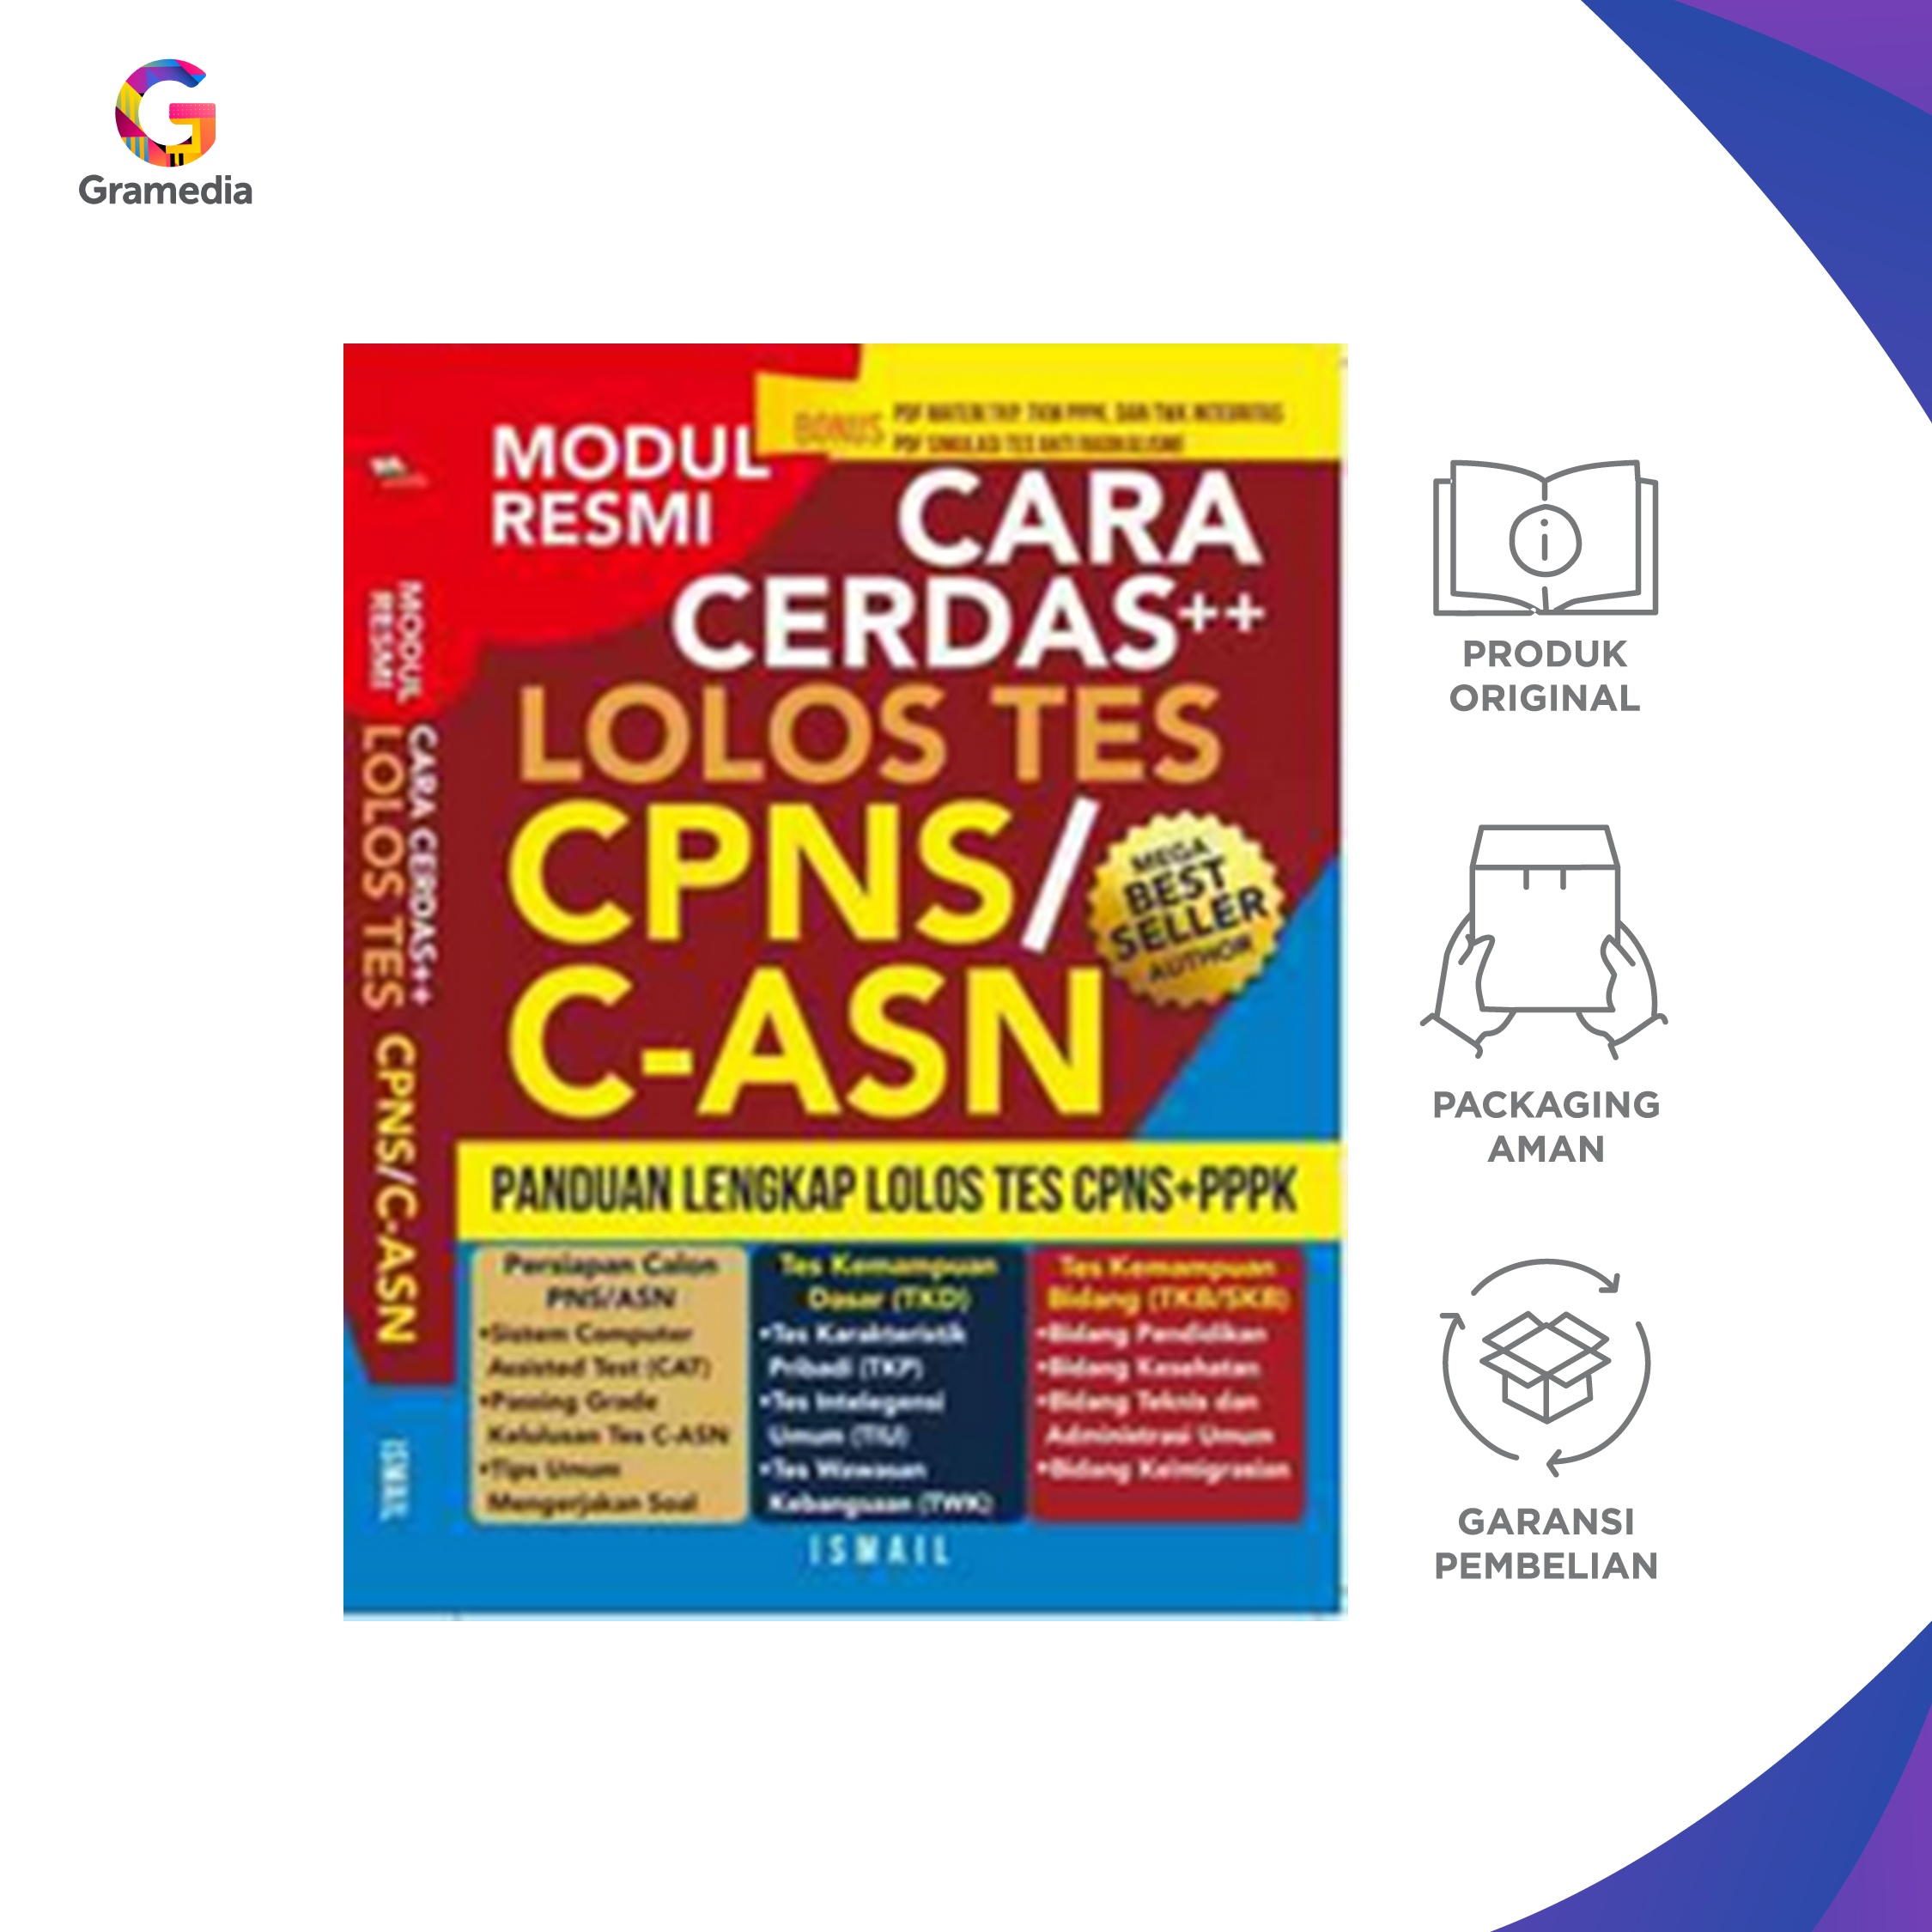 Gramedia
MODUL
RESMI
BONUS
CARA
CERDAS++
LOLOS TES
CPNS/
C-ASN
MEGA
BEST
SELLER
AUTHOR
PANDUAN LENGKAP LOLOS TES CPNS+PPPK
Persiapan Calon
PNS/ASN
•Sistem Computer
Assisted Test (CAT)
•Passing Grade
Kelulusan Tes C-ASN
•Tips Umum
Mengerjakan Soal
Tes Kemampuan
Dasar (TKD)
•Tes Karakteristik
Pribadi (TKP)
•Tes Intelegensi
Umum (TIU)
•Tes Wawasan
Kebangsaan (TWK)
Tes Kemampuan
Bidang (TKB/SKB)
•Bidang Pendidikan
•Bidang Kesehatan
•Bidang Teknis dan
Administrasi Umum
•Bidang Keimigrasian
ISMAIL
MODUL
RESMI
CARA CERDAS++
LOLOS TES
CPNS/C-ASN
ISMAIL
PRODUK
ORIGINAL
PACKAGING
AMAN
GARANSI
PEMBELIAN